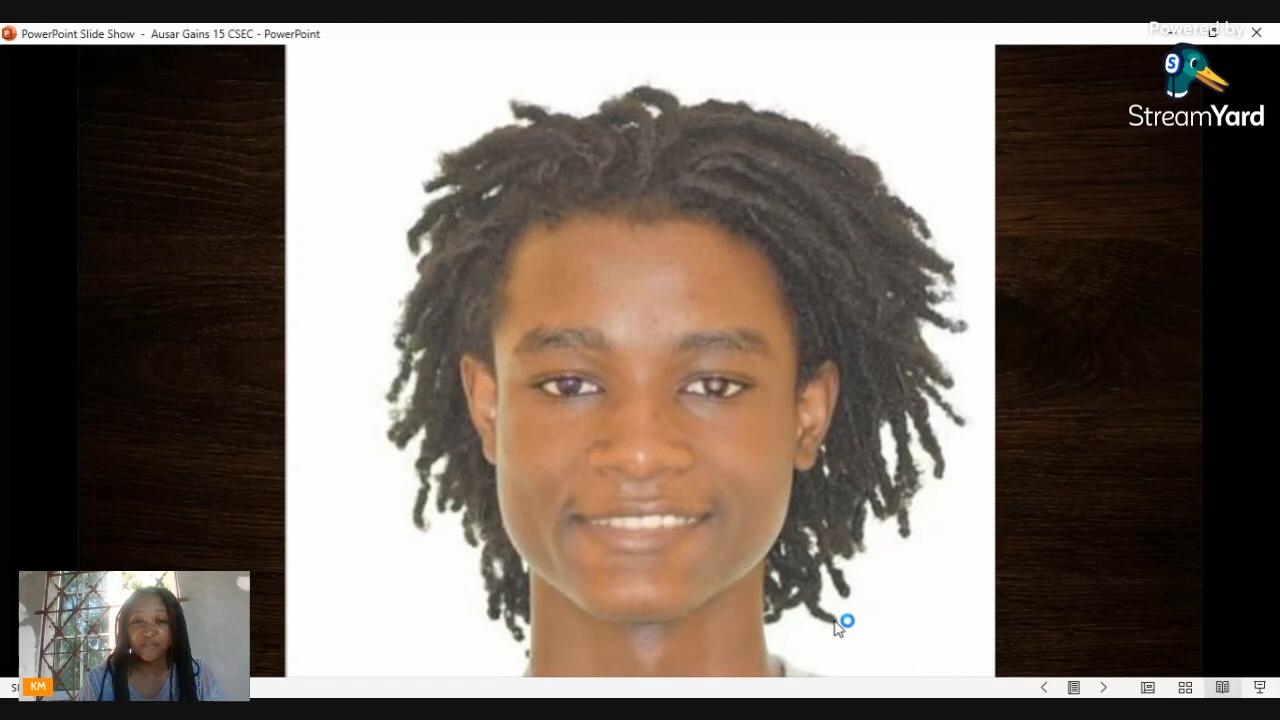 PowerPoint Slide Show - Ausar Gains 15 CSEC - PowerPoint
Powered by
S
StreamYard
KM